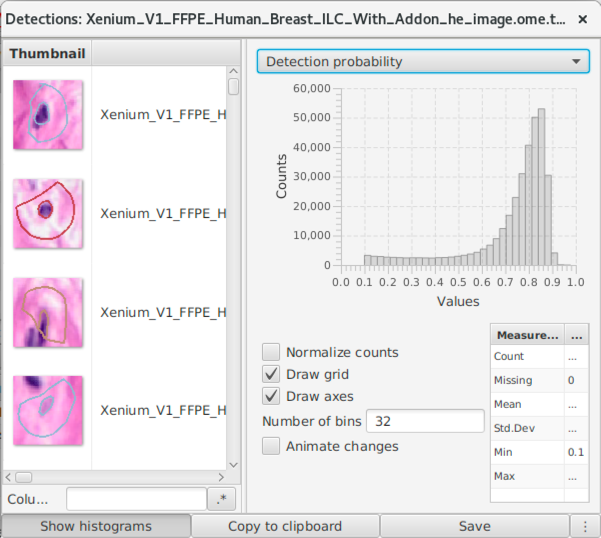 Detections: Xenium_V1_FFPE_Human_Breast_ILC_With_Addon_he_image.ome.t... ×
Thumbnail
Xenium_V1_FFPE_H
Xenium_V1_FFPE_H
Xenium_V1_FFPE_H
Xenium_V1_FFPE_H
Colu... .*
Detection probability
60,000
50,000
40,000
30,000
20,000
10,000
0
Counts
0.0 0.1 0.2 0.3 0.4 0.5 0.6 0.7 0.8 0.9 1.0
Values
Normalize counts
Draw grid
Draw axes
Number of bins 32
Animate changes
Measure... ...
Count ...
Missing 0
Mean ...
Std.Dev ...
Min 0.1
Max ...
Show histograms Copy to clipboard Save ⋮